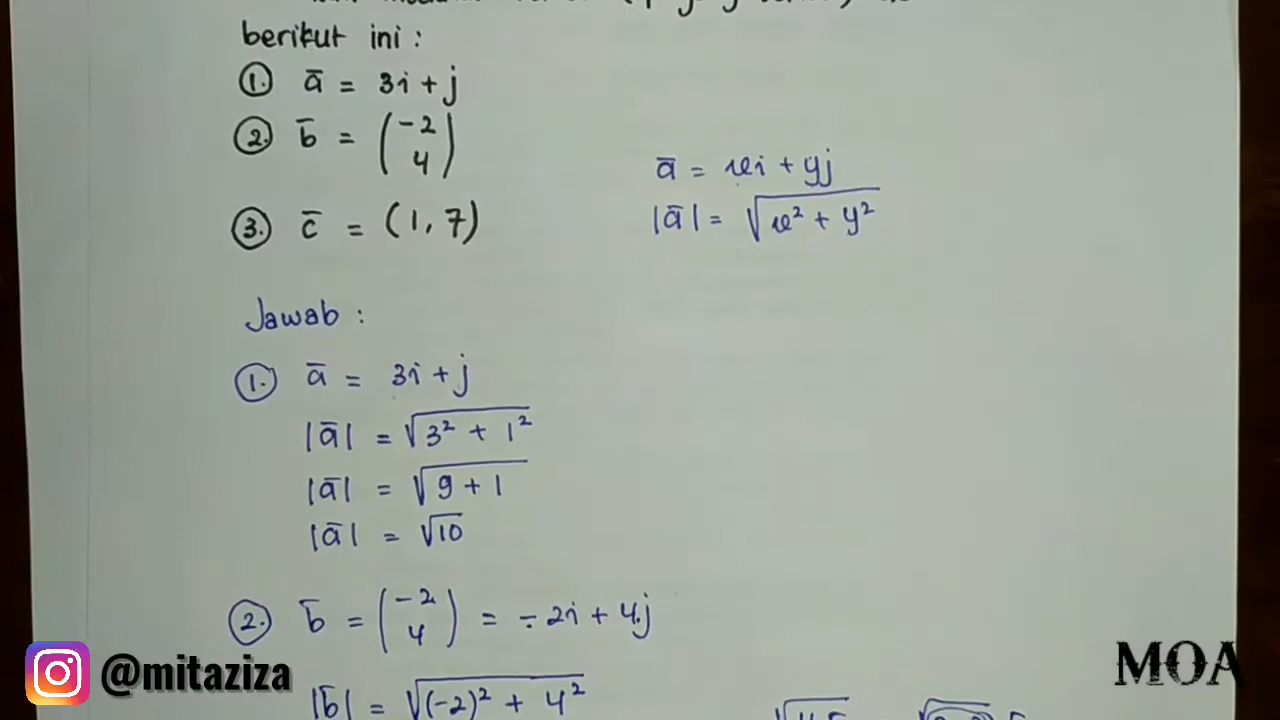 berikut ini :
1. a̅ = 3i + j
2. b̅ = (-2 4)
3. c̅ = (1, 7)
a̅ = xi + yj
|a̅| = √x² + y²
Jawab :
1. a̅ = 3i + j
|a̅| = √3² + 1²
|a̅| = √9 + 1
|a̅| = √10
2. b̅ = (-2 4) = -2i + 4j
|b̅| = √(-2)² + 4²
@mitaziza
MOA